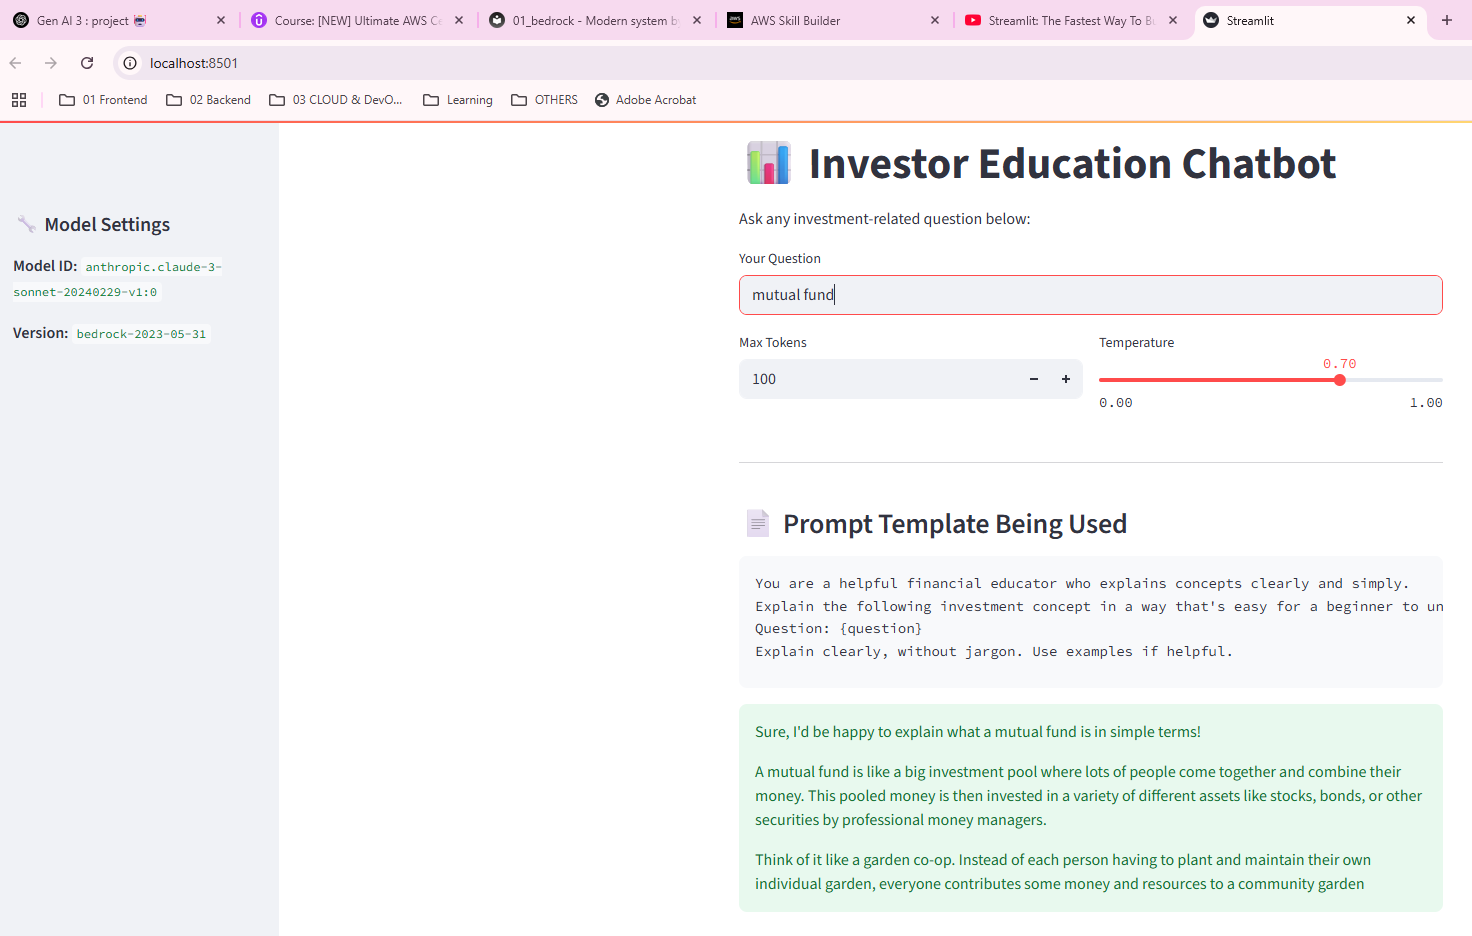 Gen AI 3 : project
Course: [NEW] Ultimate AWS Ce
01_bedrock - Modern system b
AWS Skill Builder
Streamlit: The Fastest Way To Bu
Streamlit
localhost:8501
01 Frontend
02 Backend
03 CLOUD & DevO...
Learning
OTHERS
Adobe Acrobat
Model Settings
Model ID: anthropic.claude-3-
sonnet-20240229-v1:0
Version: bedrock-2023-05-31
Investor Education Chatbot
Ask any investment-related question below:
Your Question
mutual fund
Max Tokens
100
Temperature
0.70
0.00
1.00
Prompt Template Being Used
You are a helpful financial educator who explains concepts clearly and simply.
Explain the following investment concept in a way that's easy for a beginner to un
Question: {question}
Explain clearly, without jargon. Use examples if helpful.
Sure, I'd be happy to explain what a mutual fund is in simple terms!
A mutual fund is like a big investment pool where lots of people come together and combine their
money. This pooled money is then invested in a variety of different assets like stocks, bonds, or other
securities by professional money managers.
Think of it like a garden co-op. Instead of each person having to plant and maintain their own
individual garden, everyone contributes some money and resources to a community garden